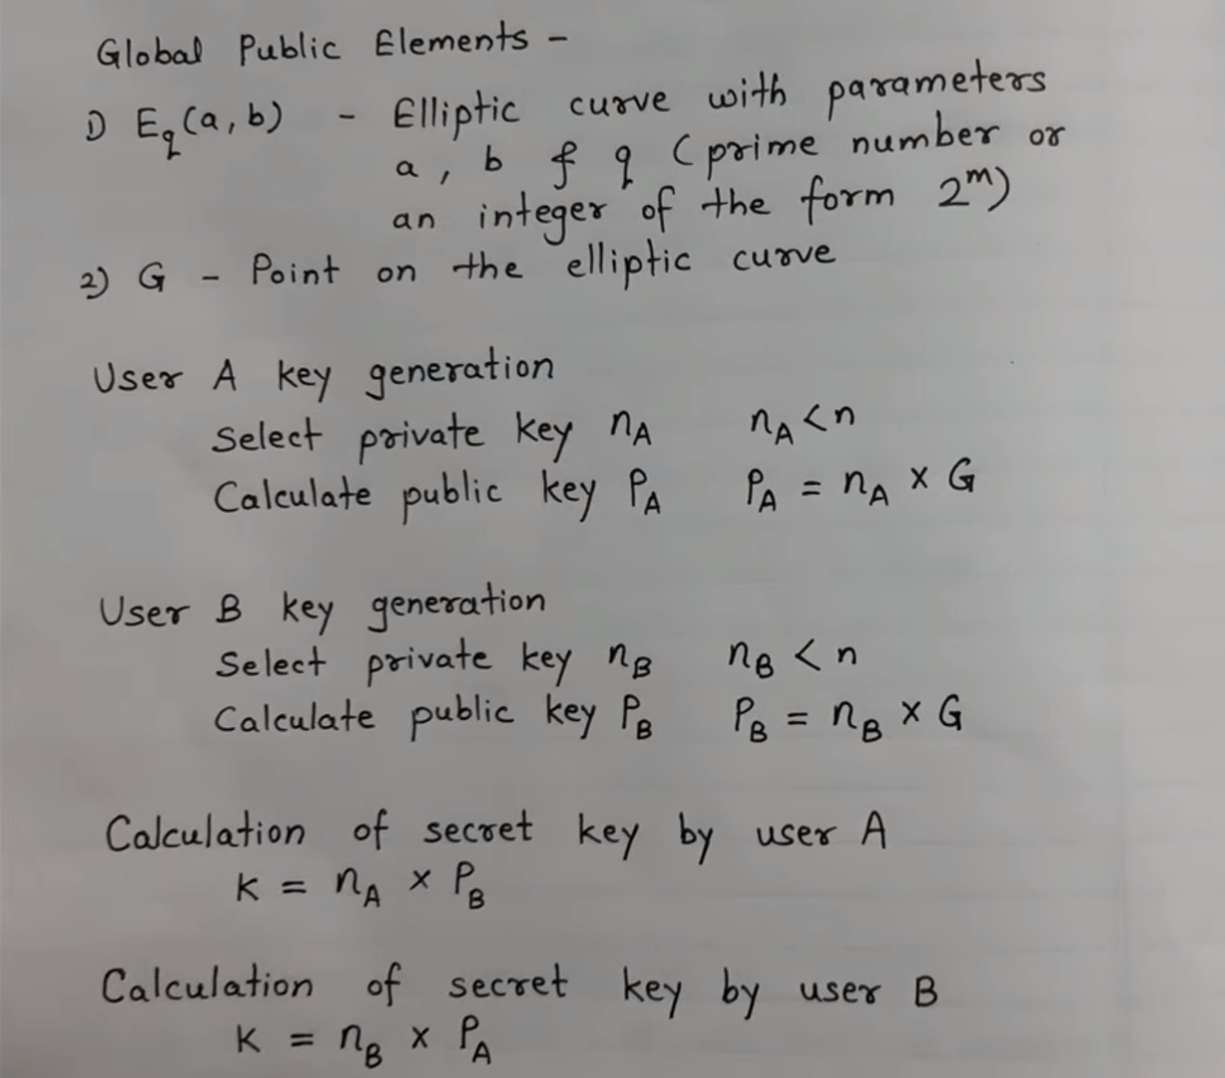 Global Public Elements -
1) Eq(a, b) - Elliptic curve with parameters
a, b & q (prime number or
an integer of the form 2^m)
2) G - Point on the elliptic curve
User A key generation
Select private key nA nA < n
Calculate public key PA PA = nA × G
User B key generation
Select private key nB nB < n
Calculate public key PB PB = nB × G
Calculation of secret key by user A
K = nA × PB
Calculation of secret key by user B
K = nB × PA